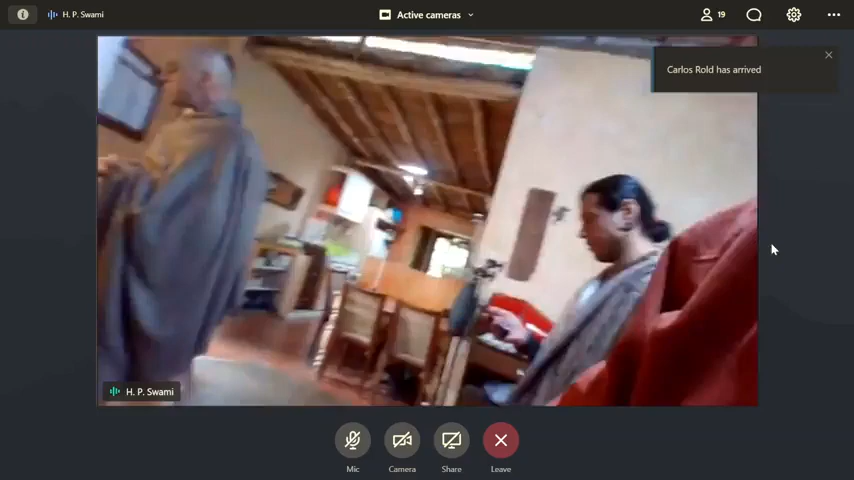 H. P. Swami
Active cameras
19
Carlos Rold has arrived
H. P. Swami
Mic
Camera
Share
Leave